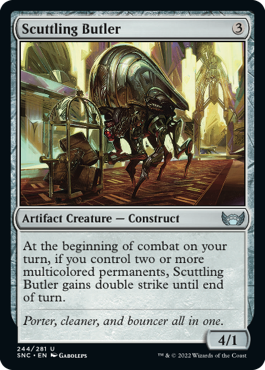 Scuttling Butler 3
Artifact Creature — Construct
At the beginning of combat on your
turn, if you control two or more
multicolored permanents, Scuttling
Butler gains double strike until end
of turn.
Porter, cleaner, and bouncer all in one.
4/1
244/281 U
SNC • EN Gaboleps
™ & © 2022 Wizards of the Coast